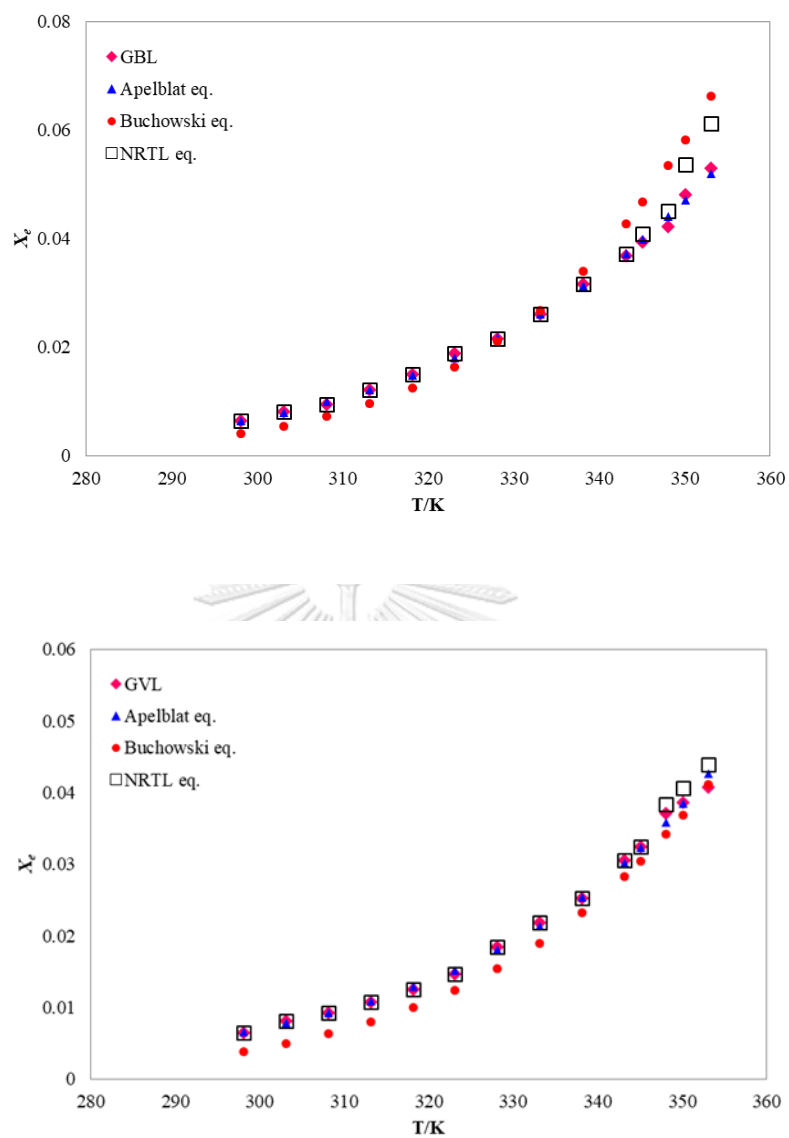 0.08
GBL
Apelblat eq.
0.06
Buchowski eq.
NRTL eq.
Xe
0.04
0.02
0
280 290 300 310 320 330 340 350 360
T/K
0.06
GVL
0.05
Apelblat eq.
Buchowski eq.
NRTL eq.
0.04
Xe
0.03
0.02
0.01
0
280 290 300 310 320 330 340 350 360
T/K